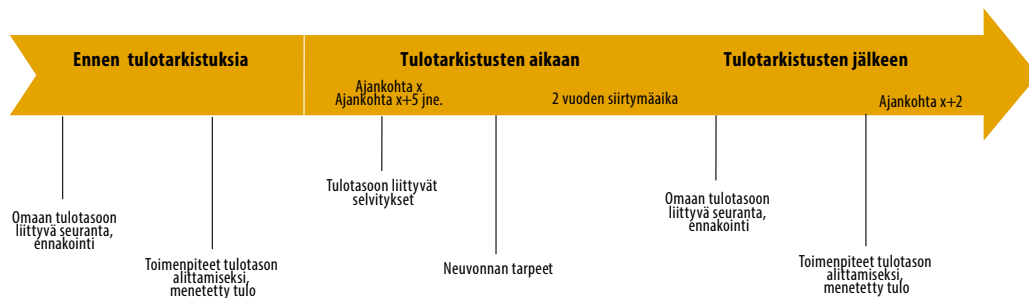 Ennen tulotarkistuksia
Tulotarkistusten aikaan
Tulotarkistusten jälkeen
Ajankohta x
Ajankohta x+5 jne.
2 vuoden siirtymäaika
Ajankohta x+2
Omaan tulotasoon
liittyvä seuranta,
ennakointi
Toimenpiteet tulotason
alittamiseksi,
menetetty tulo
Tulotasoon liittyvät
selvitykset
Neuvonnan tarpeet
Omaan tulotasoon
liittyvä seuranta,
ennakointi
Toimenpiteet tulotason
alittamiseksi,
menetetty tulo